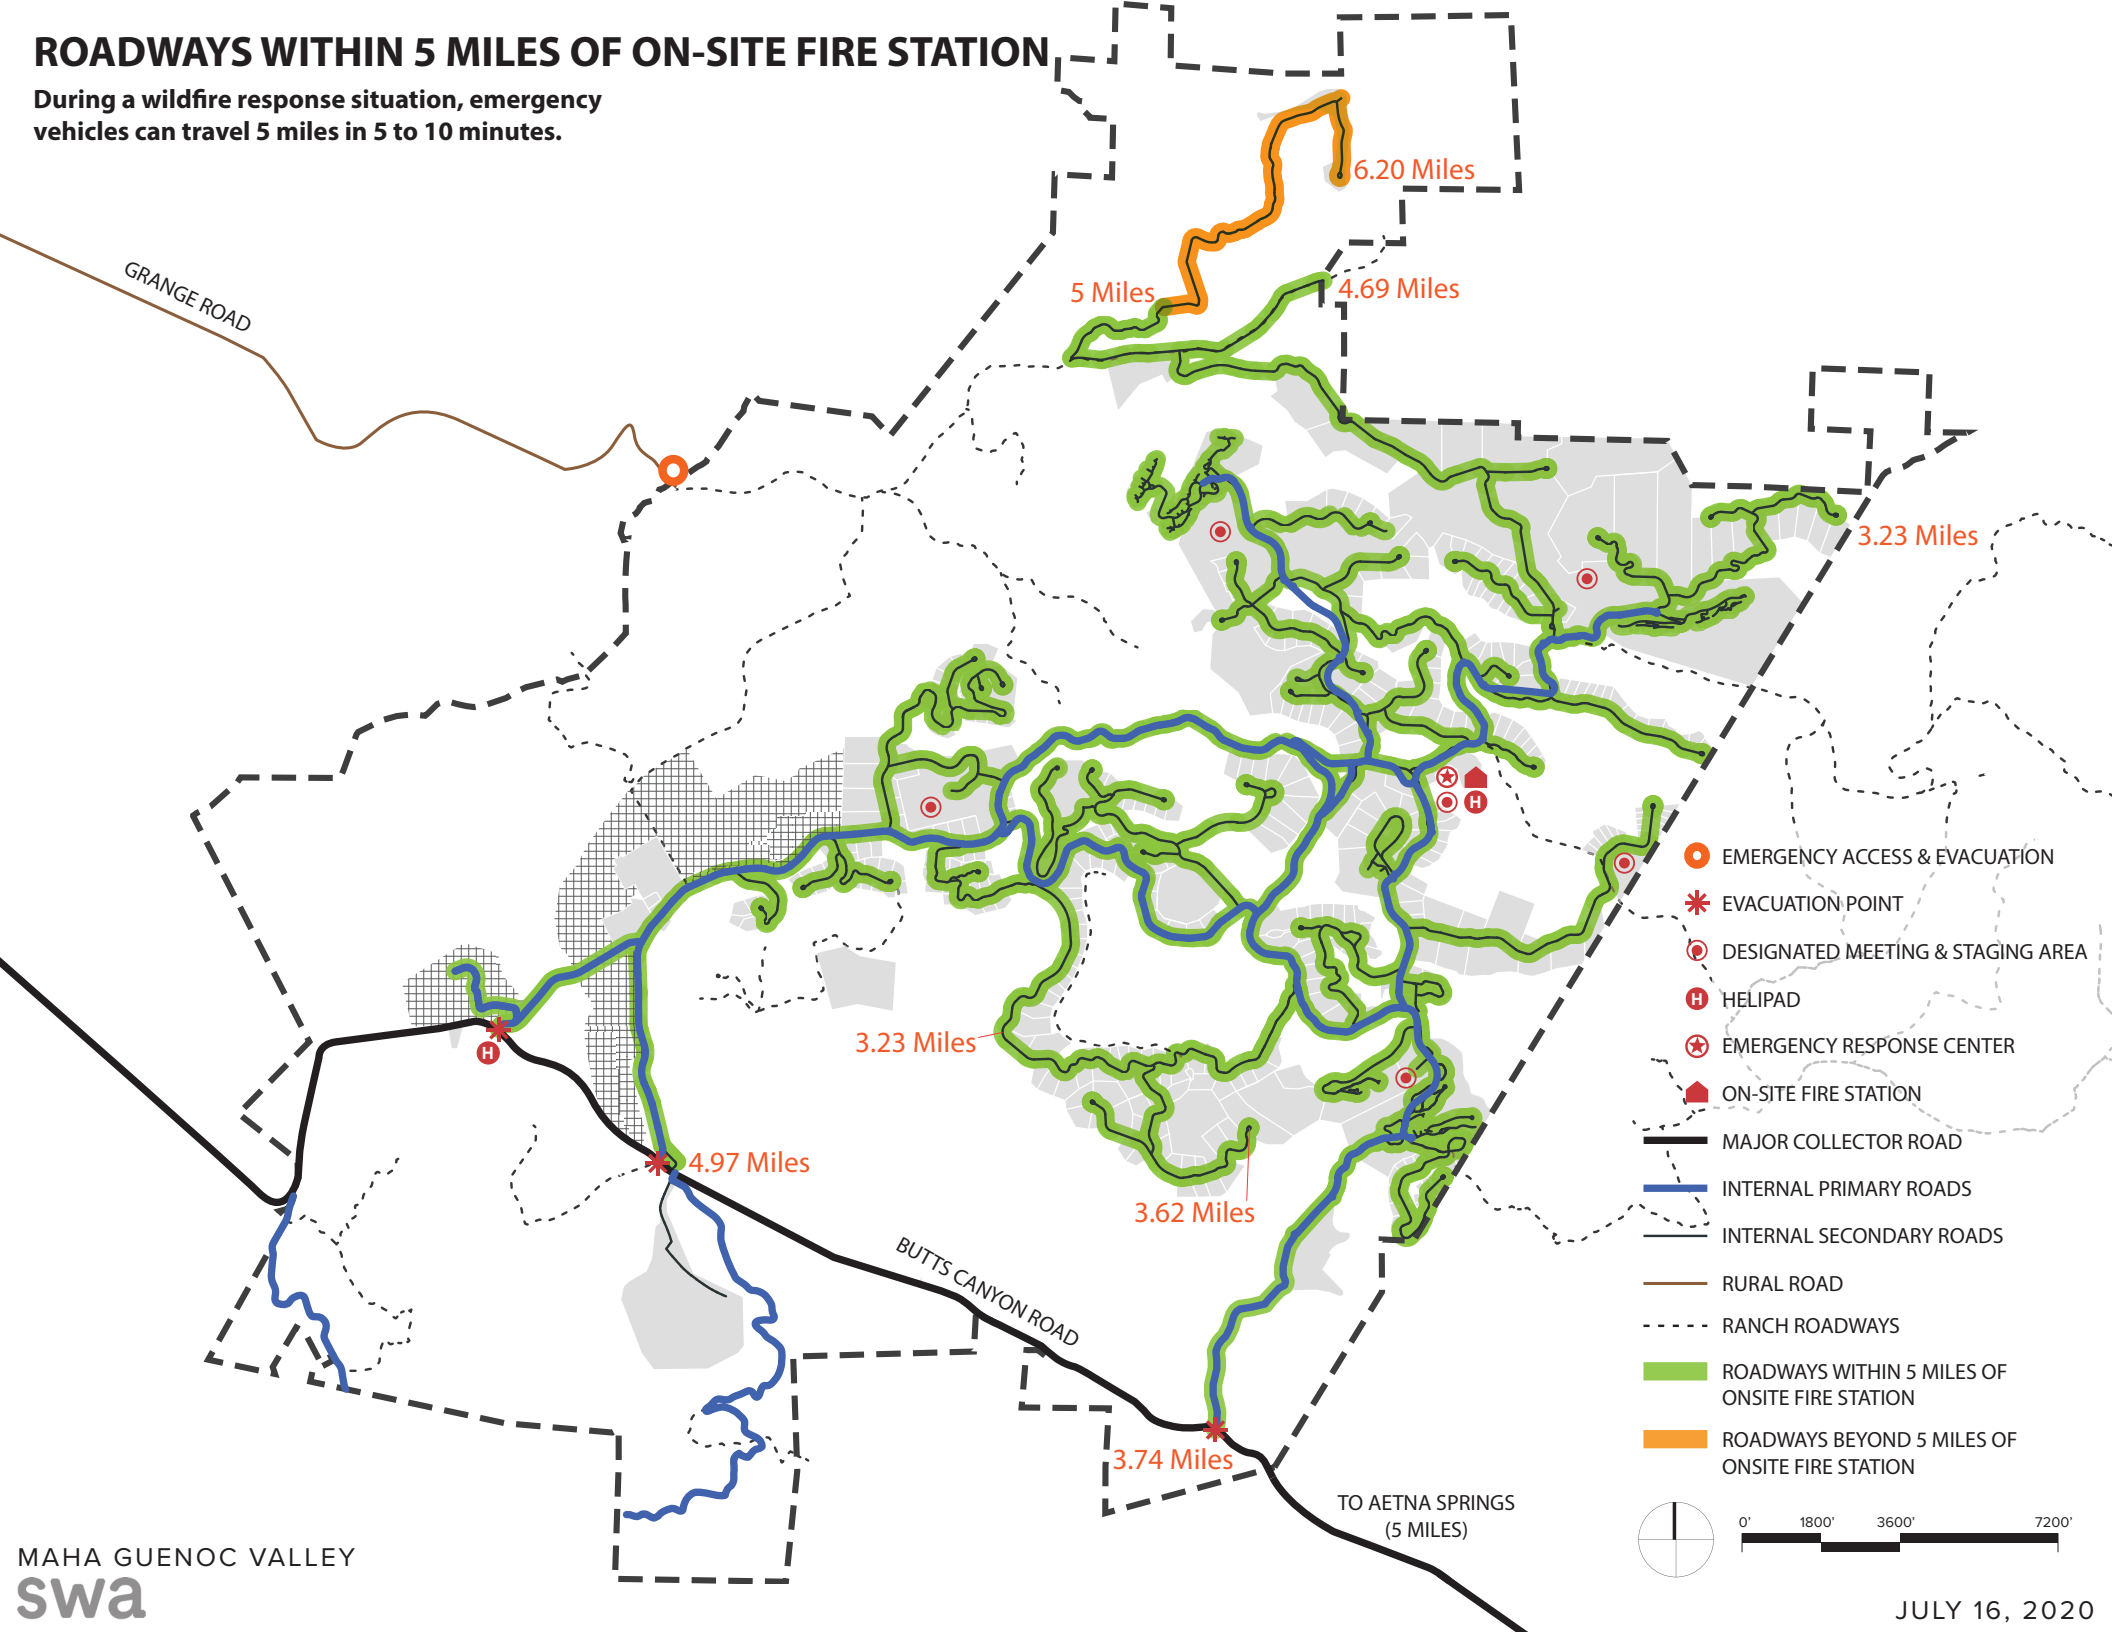 ROADWAYS WITHIN 5 MILES OF ON-SITE FIRE STATION
During a wildfire response situation, emergency
vehicles can travel 5 miles in 5 to 10 minutes.
6.20 Miles
GRANGE ROAD
5 Miles
4.69 Miles
3.23 Miles
H
3.23 Miles
H
4.97 Miles
3.62 Miles
BUTTS CANYON ROAD
3.74 Miles
TO AETNA SPRINGS
(5 MILES)
EMERGENCY ACCESS & EVACUATION
EVACUATION POINT
DESIGNATED MEETING & STAGING AREA
H HELIPAD
EMERGENCY RESPONSE CENTER
ON-SITE FIRE STATION
MAJOR COLLECTOR ROAD
INTERNAL PRIMARY ROADS
INTERNAL SECONDARY ROADS
RURAL ROAD
RANCH ROADWAYS
ROADWAYS WITHIN 5 MILES OF
ONSITE FIRE STATION
ROADWAYS BEYOND 5 MILES OF
ONSITE FIRE STATION
0' 1800' 3600' 7200'
MAHA GUENOC VALLEY
swa
JULY 16, 2020